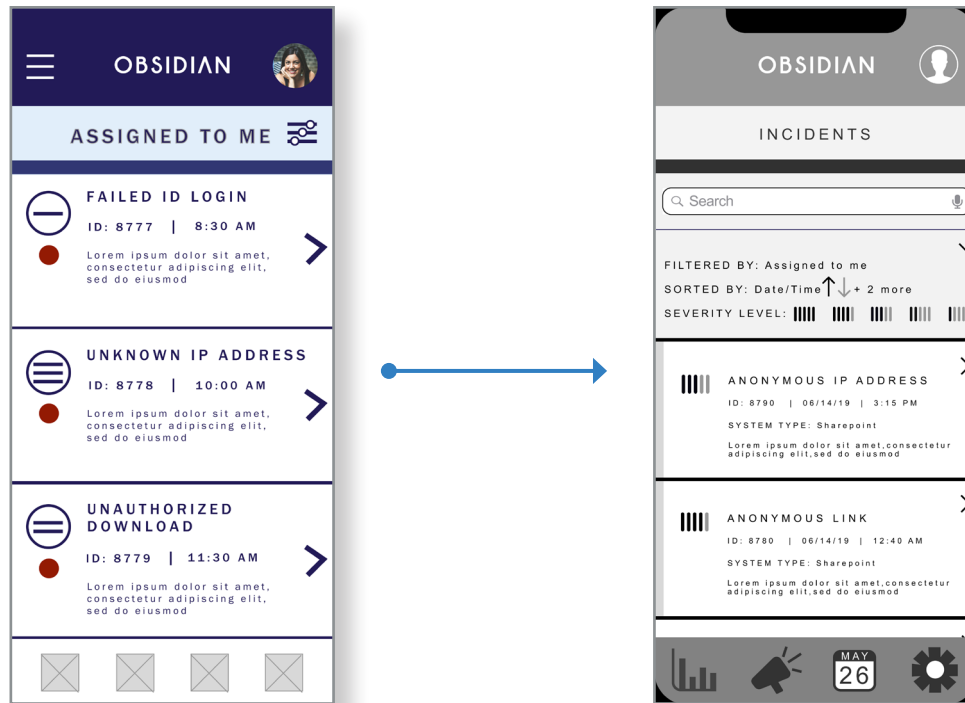 OBSIDIAN
ASSIGNED TO ME
FAILED ID LOGIN
ID: 8777 | 8:30 AM
Lorem ipsum dolor sit amet,
consectetur adipiscing elit,
sed do eiusmod
UNKNOWN IP ADDRESS
ID: 8778 | 10:00 AM
Lorem ipsum dolor sit amet,
consectetur adipiscing elit,
sed do eiusmod
UNAUTHORIZED
DOWNLOAD
ID: 8779 | 11:30 AM
Lorem ipsum dolor sit amet,
consectetur adipiscing elit,
sed do eiusmod
OBSIDIAN
INCIDENTS
Search
FILTERED BY: Assigned to me
SORTED BY: Date/Time + 2 more
SEVERITY LEVEL:
ANONYMOUS IP ADDRESS
ID: 8790 | 06/14/19 | 3:15 PM
SYSTEM TYPE: Sharepoint
Lorem ipsum dolor sit amet,consectetur
adipiscing elit,sed do eiusmod
ANONYMOUS LINK
ID: 8780 | 06/14/19 | 12:40 AM
SYSTEM TYPE: Sharepoint
Lorem ipsum dolor sit amet,consectetur
adipiscing elit,sed do eiusmod
MAY
26